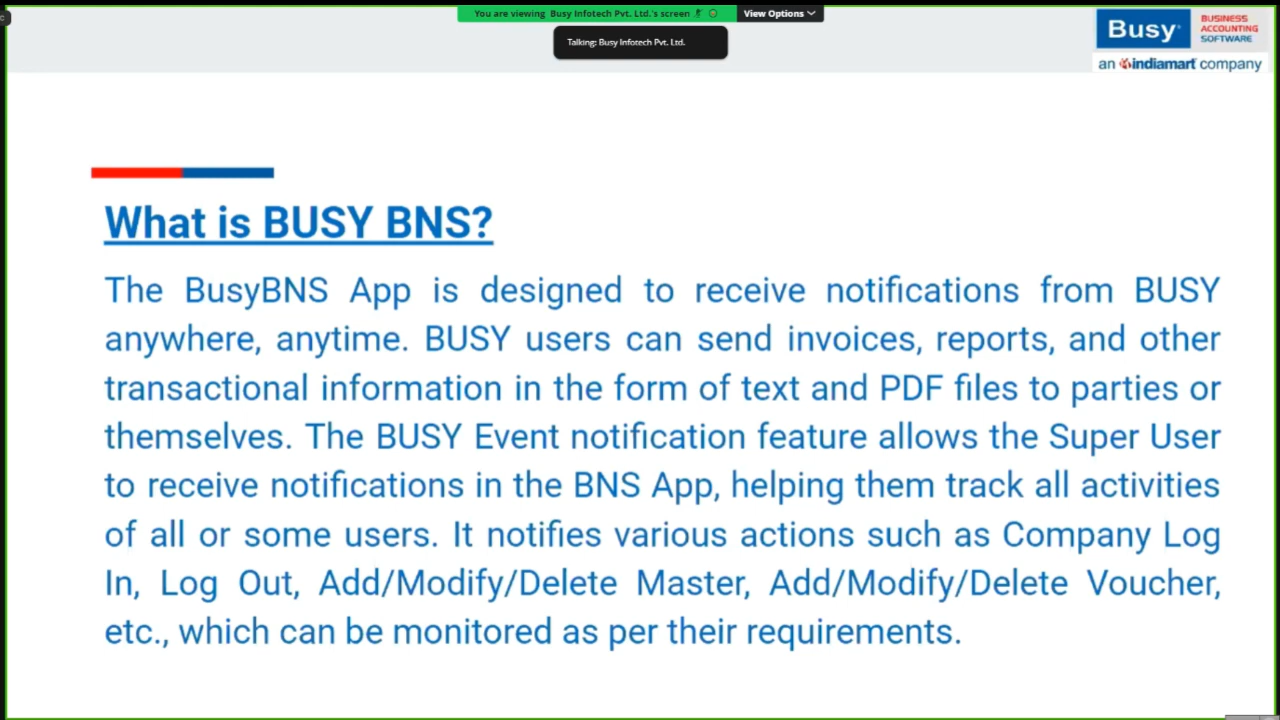 You are viewing Busy Infotech Pvt. Ltd.'s screen
View Options
Talking: Busy Infotech Pvt. Ltd.
Busy
BUSINESS
ACCOUNTING
SOFTWARE
an indiamart company
What is BUSY BNS?
The BusyBNS App is designed to receive notifications from BUSY
anywhere, anytime. BUSY users can send invoices, reports, and other
transactional information in the form of text and PDF files to parties or
themselves. The BUSY Event notification feature allows the Super User
to receive notifications in the BNS App, helping them track all activities
of all or some users. It notifies various actions such as Company Log
In, Log Out, Add/Modify/Delete Master, Add/Modify/Delete Voucher,
etc., which can be monitored as per their requirements.